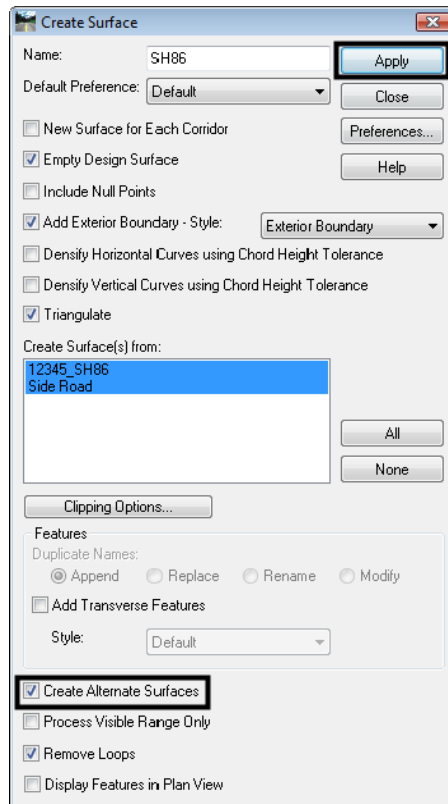 Create Surface
Name: SH86 Apply
Default Preference: Default Close
New Surface for Each Corridor Preferences...
Empty Design Surface Help
Include Null Points
Add Exterior Boundary - Style: Exterior Boundary
Densify Horizontal Curves using Chord Height Tolerance
Densify Vertical Curves using Chord Height Tolerance
Triangulate
Create Surface(s) from:
12345_SH86
Side Road
All
None
Clipping Options...
Features
Duplicate Names:
Append Replace Rename Modify
Add Transverse Features
Style: Default
Create Alternate Surfaces
Process Visible Range Only
Remove Loops
Display Features in Plan View